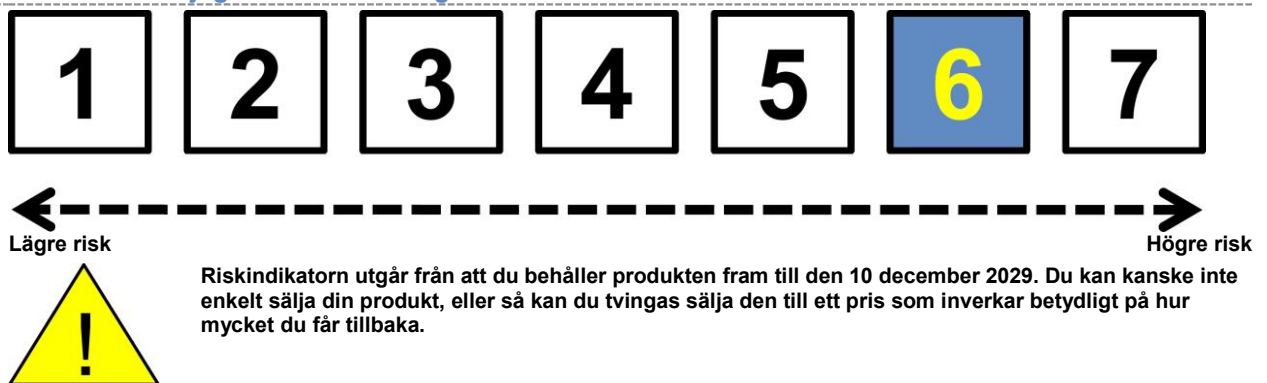 1 2 3 4 5 6 7
Lägre risk Högre risk
Riskindikatorn utgår från att du behåller produkten fram till den 10 december 2029. Du kan kanske inte
enkelt sälja din produkt, eller så kan du tvingas sälja den till ett pris som inverkar betydligt på hur
mycket du får tillbaka.
!